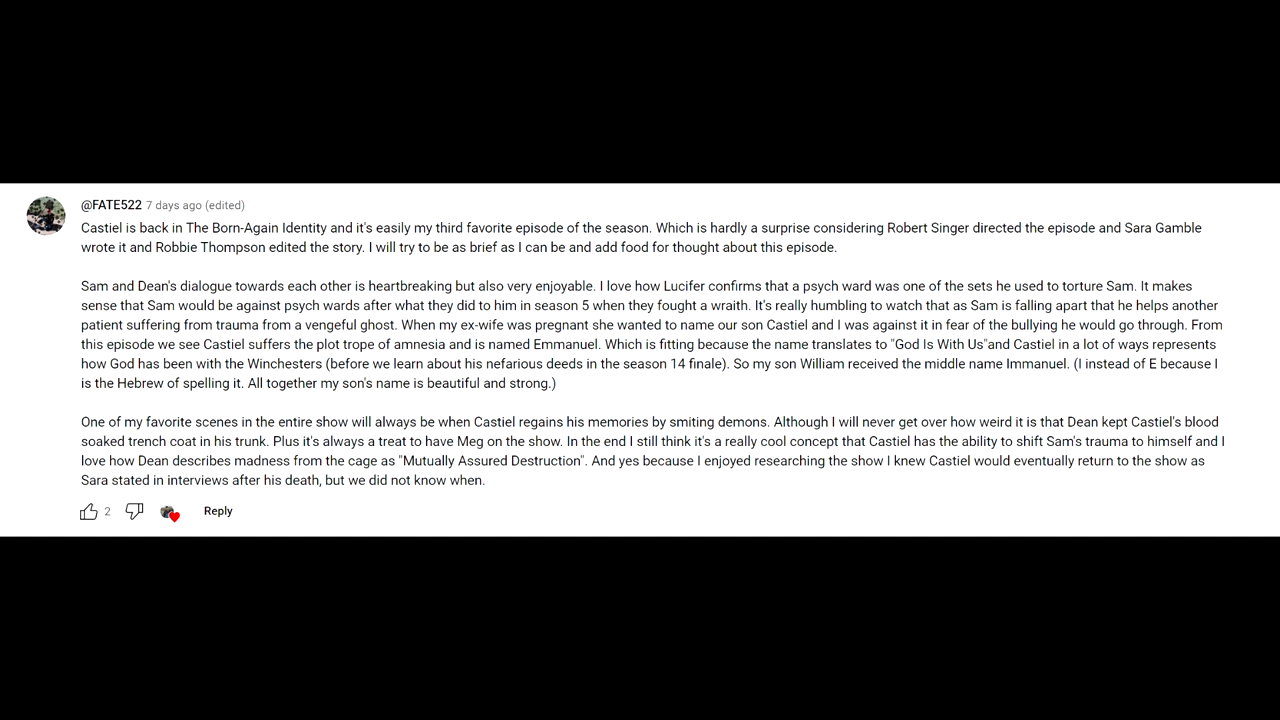 @FATE522 7 days ago (edited)
Castiel is back in The Born-Again Identity and it's easily my third favorite episode of the season. Which is hardly a surprise considering Robert Singer directed the episode and Sara Gamble
wrote it and Robbie Thompson edited the story. I will try to be as brief as I can be and add food for thought about this episode.
Sam and Dean's dialogue towards each other is heartbreaking but also very enjoyable. I love how Lucifer confirms that a psych ward was one of the sets he used to torture Sam. It makes
sense that Sam would be against psych wards after what they did to him in season 5 when they fought a wraith. It's really humbling to watch that as Sam is falling apart that he helps another
patient suffering from trauma from a vengeful ghost. When my ex-wife was pregnant she wanted to name our son Castiel and I was against it in fear of the bullying he would go through. From
this episode we see Castiel suffers the plot trope of amnesia and is named Emmanuel. Which is fitting because the name translates to "God Is With Us"and Castiel in a lot of ways represents
how God has been with the Winchesters (before we learn about his nefarious deeds in the season 14 finale). So my son William received the middle name Immanuel. (I instead of E because I
is the Hebrew of spelling it. All together my son's name is beautiful and strong.)
One of my favorite scenes in the entire show will always be when Castiel regains his memories by smiting demons. Although I will never get over how weird it is that Dean kept Castiel's blood
soaked trench coat in his trunk. Plus it's always a treat to have Meg on the show. In the end I still think it's a really cool concept that Castiel has the ability to shift Sam's trauma to himself and I
love how Dean describes madness from the cage as "Mutually Assured Destruction". And yes because I enjoyed researching the show I knew Castiel would eventually return to the show as
Sara stated in interviews after his death, but we did not know when.
2 Reply